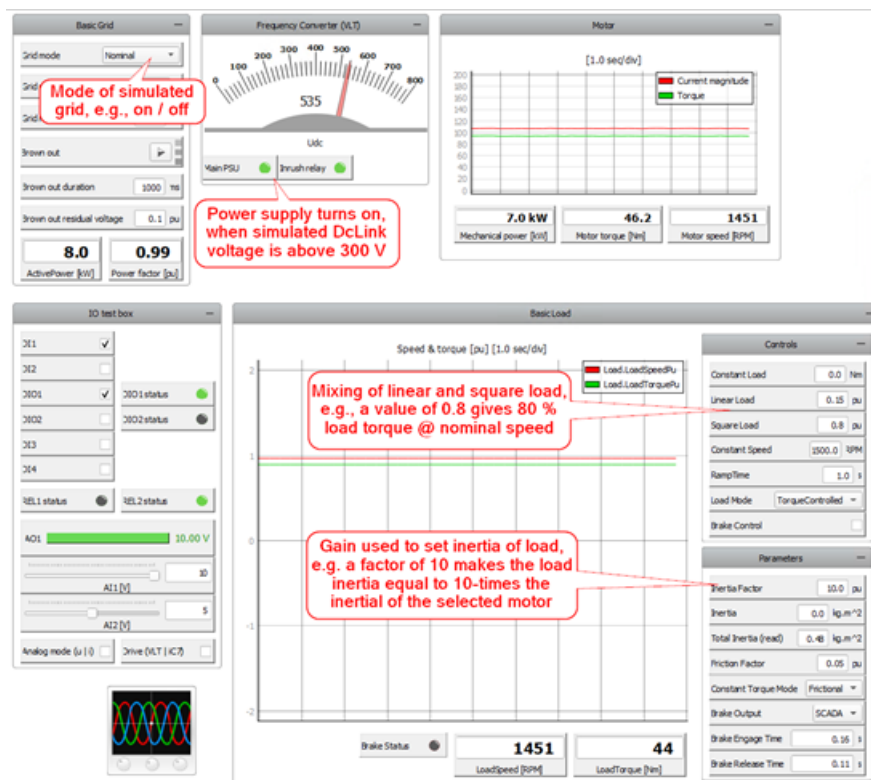 Basic Grid
Grid mode
Nominal
Grid
Grid
Mode of simulated
grid, e.g., on / off
Brown out
Brown out duration
1000 ms
Brown out residual voltage
0.1 pu
8.0
ActivePower [kW]
0.99
Power factor [pu]
Frequency Converter (VLT)
0
100
200
300
400
500
600
700
800
535
Udc
Main PSU
Inrush relay
Power supply turns on,
when simulated DcLink
voltage is above 300 V
Motor
[1.0 sec/div]
200
180
160
140
120
100
80
60
40
20
0
Current magnitude
Torque
7.0 kW
Mechanical power [kW]
46.2
Motor torque [Nm]
1451
Motor speed [RPM]
IO test box
DI1
DI2
DIO1
DIO1 status
DIO2
DIO2 status
DI3
DI4
REL1 status
REL2 status
AO1
10.00 V
10
AI1 [V]
5
AI2 [V]
Analog mode (u | i)
Drive (VLT | iC7)
BasicLoad
Speed & torque [pu] [1.0 sec/div]
2
1
0
-1
-2
Load.LoadSpeedPu
Load.LoadTorquePu
Mixing of linear and square load,
e.g., a value of 0.8 gives 80 %
load torque @ nominal speed
Gain used to set inertia of load,
e.g. a factor of 10 makes the load
inertia equal to 10-times the
inertial of the selected motor
Brake Status
1451
LoadSpeed [RPM]
44
LoadTorque [Nm]
Controls
Constant Load
0.0 Nm
Linear Load
0.15 pu
Square Load
0.8 pu
Constant Speed
1500.0 RPM
RampTime
1.0 s
Load Mode
TorqueControlled
Brake Control
Parameters
Inertia Factor
10.0 pu
Inertia
0.0 kg.m^2
Total Inertia (read)
0.48 kg.m^2
Friction Factor
0.05 pu
Constant Torque Mode
Frictional
Brake Output
SCADA
Brake Engage Time
0.16 s
Brake Release Time
0.11 s